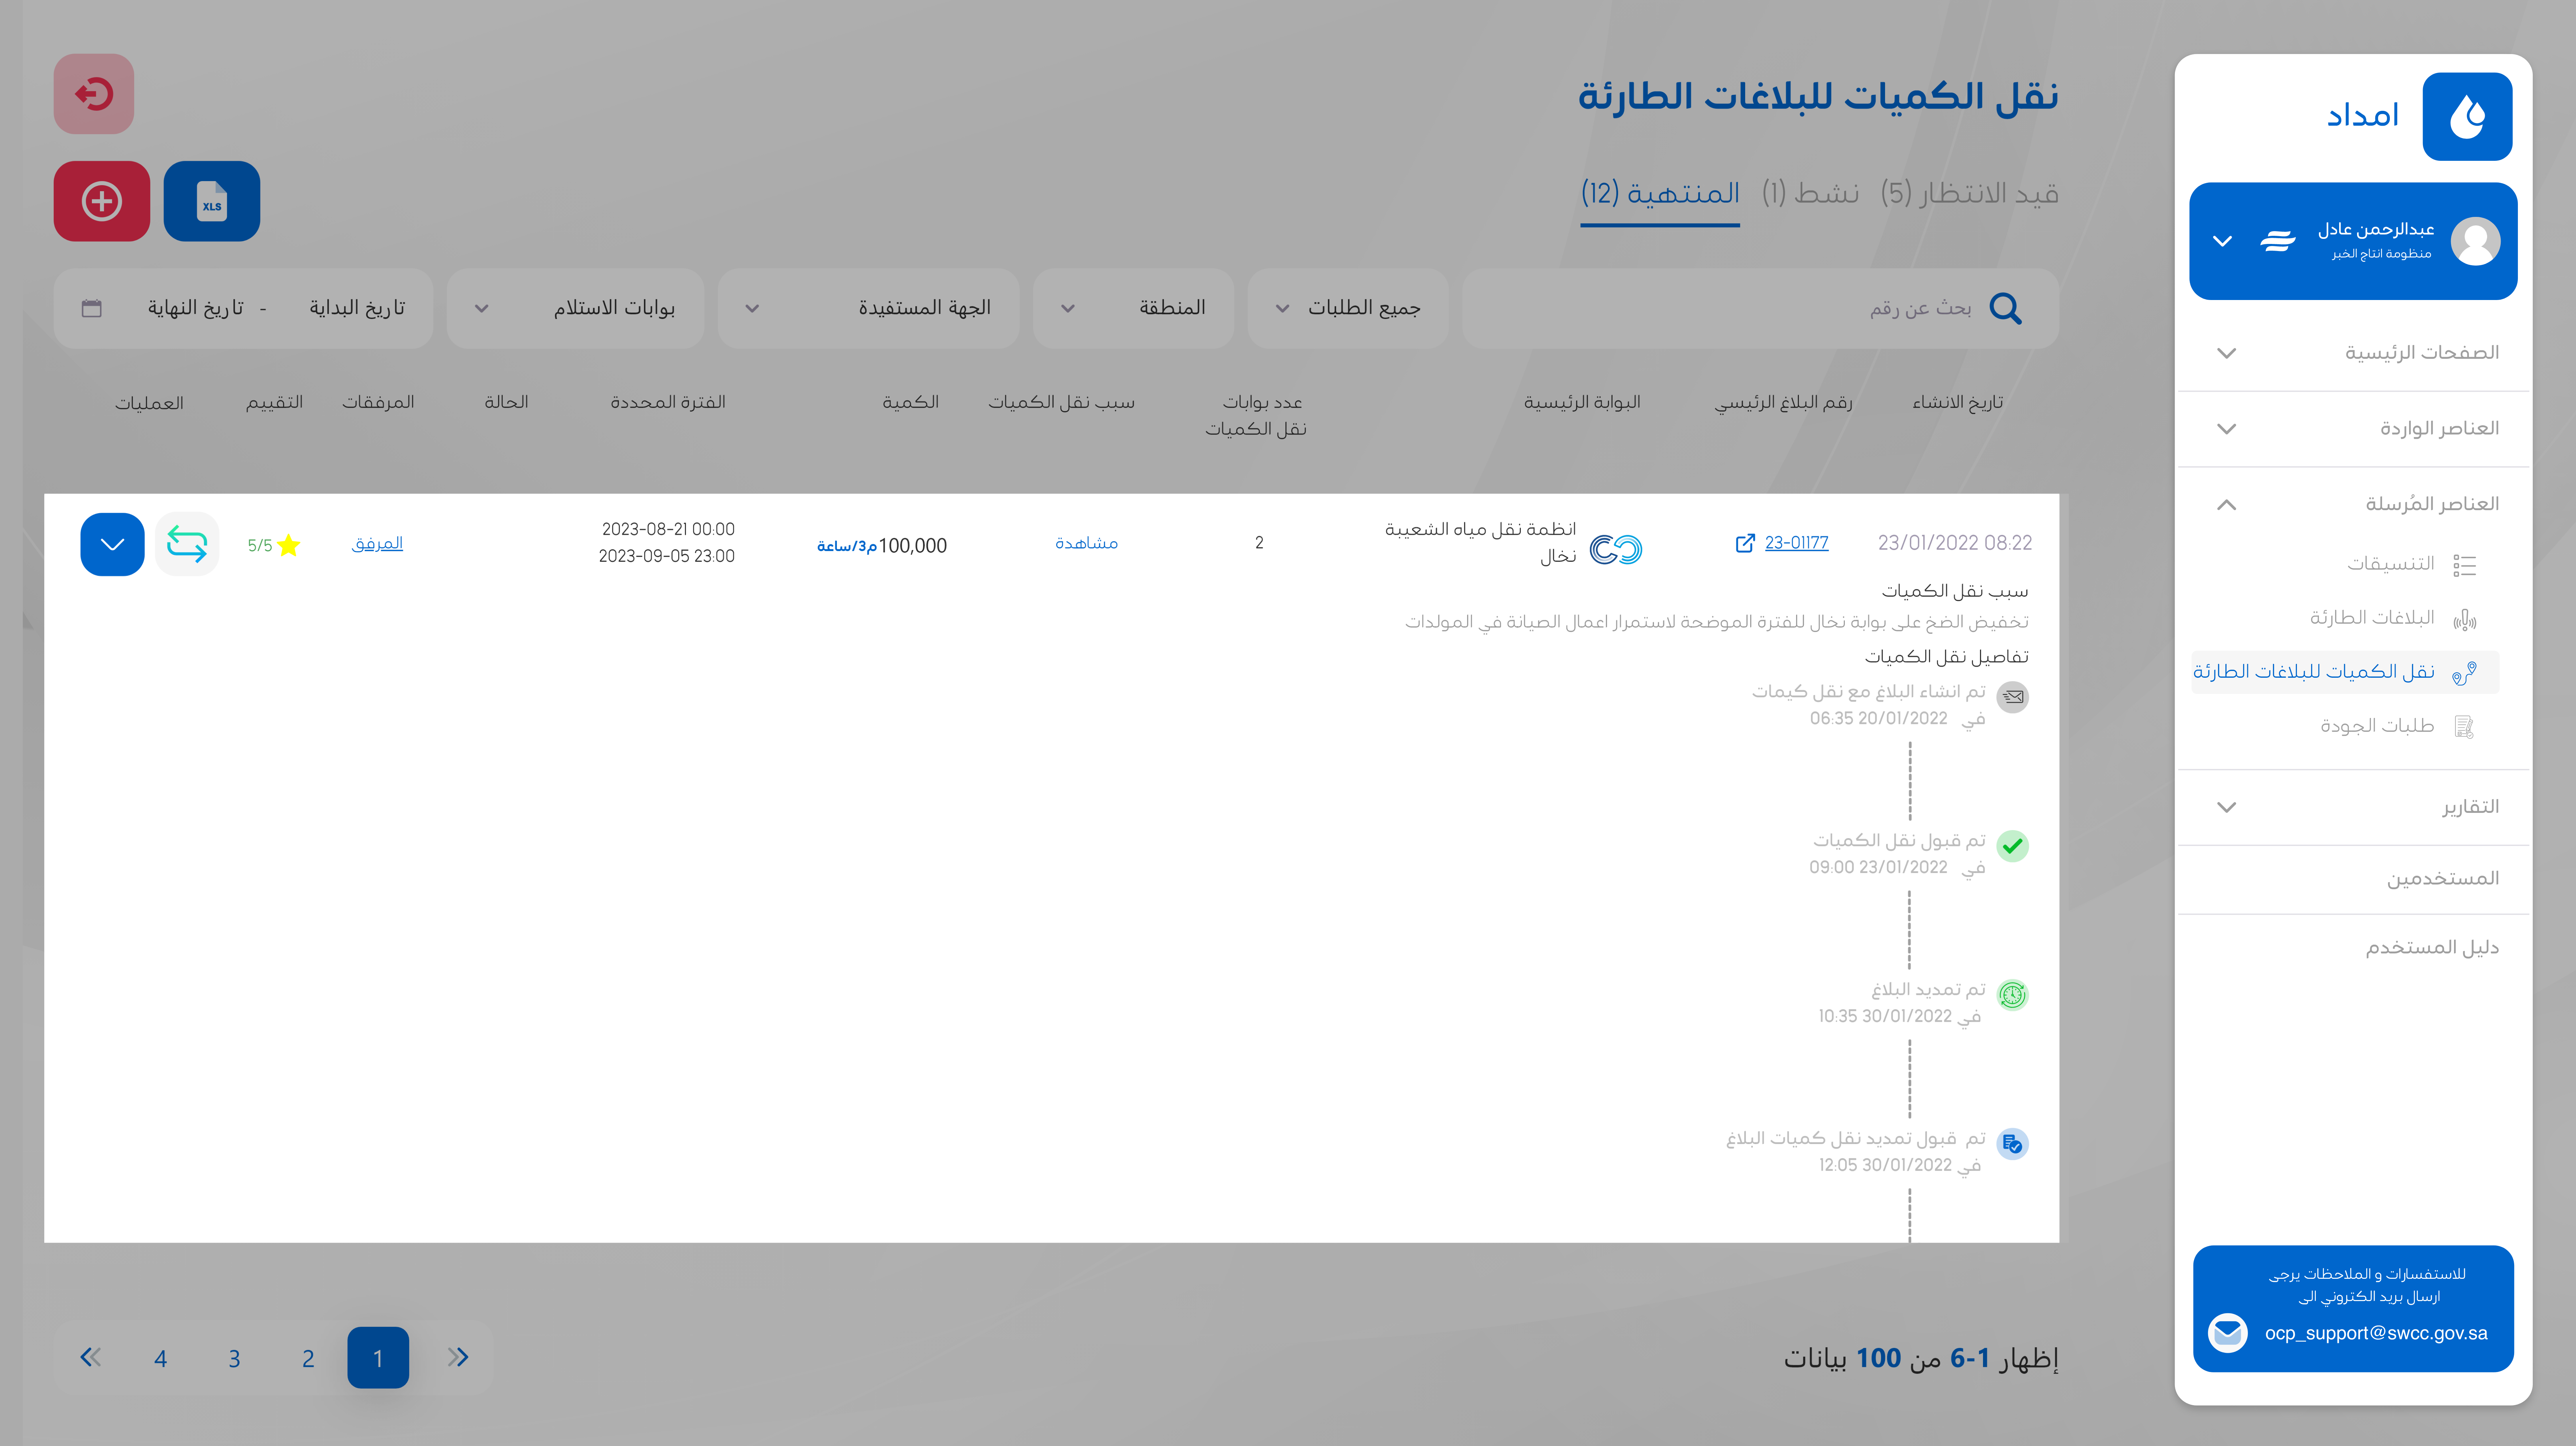 امداد
عبدالرحمن عادل
منظومة انتاج الخبر
الصفحات الرئيسية
العناصر الواردة
العناصر المُرسلة
التنسيقات
البلاغات الطارئة
نقل الكميات للبلاغات الطارئة
طلبات الجودة
التقارير
المستخدمين
دليل المستخدم
للاستفسارات و الملاحظات يرجى
ارسال بريد الكتروني الى
ocp_support@swcc.gov.sa
نقل الكميات للبلاغات الطارئة
قيد الانتظار (5) نشط (1) المنتهية (12)
XLS
بحث عن رقم
جميع الطلبات
المنطقة
الجهة المستفيدة
بوابات الاستلام
تاريخ البداية - تاريخ النهاية
تاريخ الانشاء
رقم البلاغ الرئيسي
البوابة الرئيسية
عدد بوابات
نقل الكميات
سبب نقل الكميات
الكمية
الفترة المحددة
الحالة
المرفقات
التقييم
العمليات
23/01/2022 08:22
23-01177
انظمة نقل مياه الشعيبة
نخال
2
مشاهدة
100,000م3/ساعة
2023-08-21 00:00
2023-09-05 23:00
المرفق
5/5
سبب نقل الكميات
تخفيض الضخ على بوابة نخال للفترة الموضحة لاستمرار اعمال الصيانة في المولدات
تفاصيل نقل الكميات
تم انشاء البلاغ مع نقل كيمات
في 20/01/2022 06:35
تم قبول نقل الكميات
في 23/01/2022 09:00
تم تمديد البلاغ
في 30/01/2022 10:35
تم قبول تمديد نقل كميات البلاغ
في 30/01/2022 12:05
إظهار 1-6 من 100 بيانات
1 2 3 4